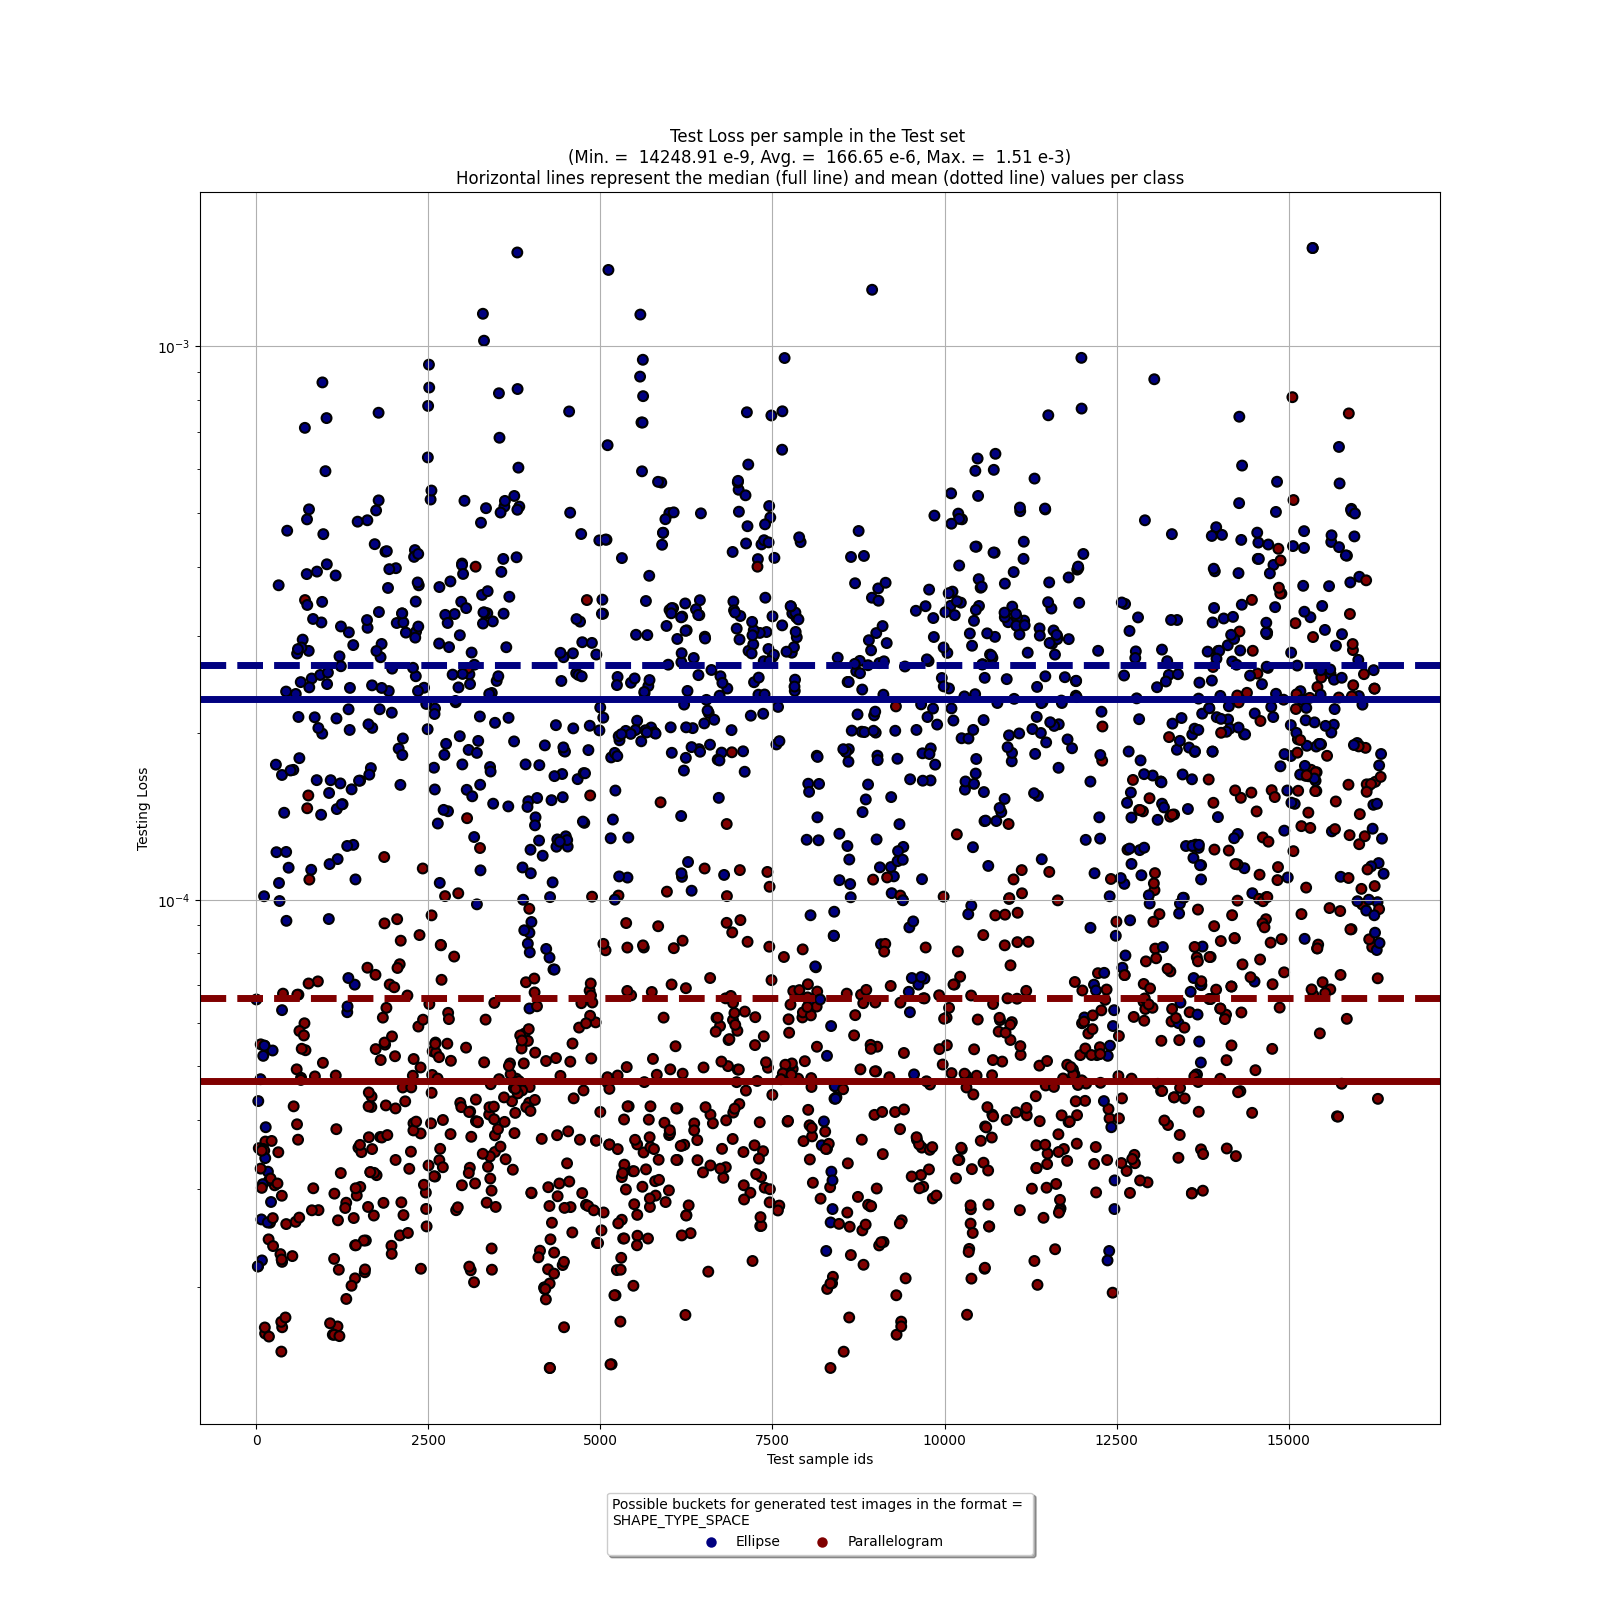 Test Loss per sample in the Test set
(Min. =  14248.91 e-9, Avg. =  166.65 e-6, Max. =  1.51 e-3)
Horizontal lines represent the median (full line) and mean (dotted line) values per class
Testing Loss
10⁻³
10⁻⁴
0
2500
5000
7500
10000
12500
15000
Test sample ids
Possible buckets for generated test images in the format =
SHAPE_TYPE_SPACE
Ellipse
Parallelogram